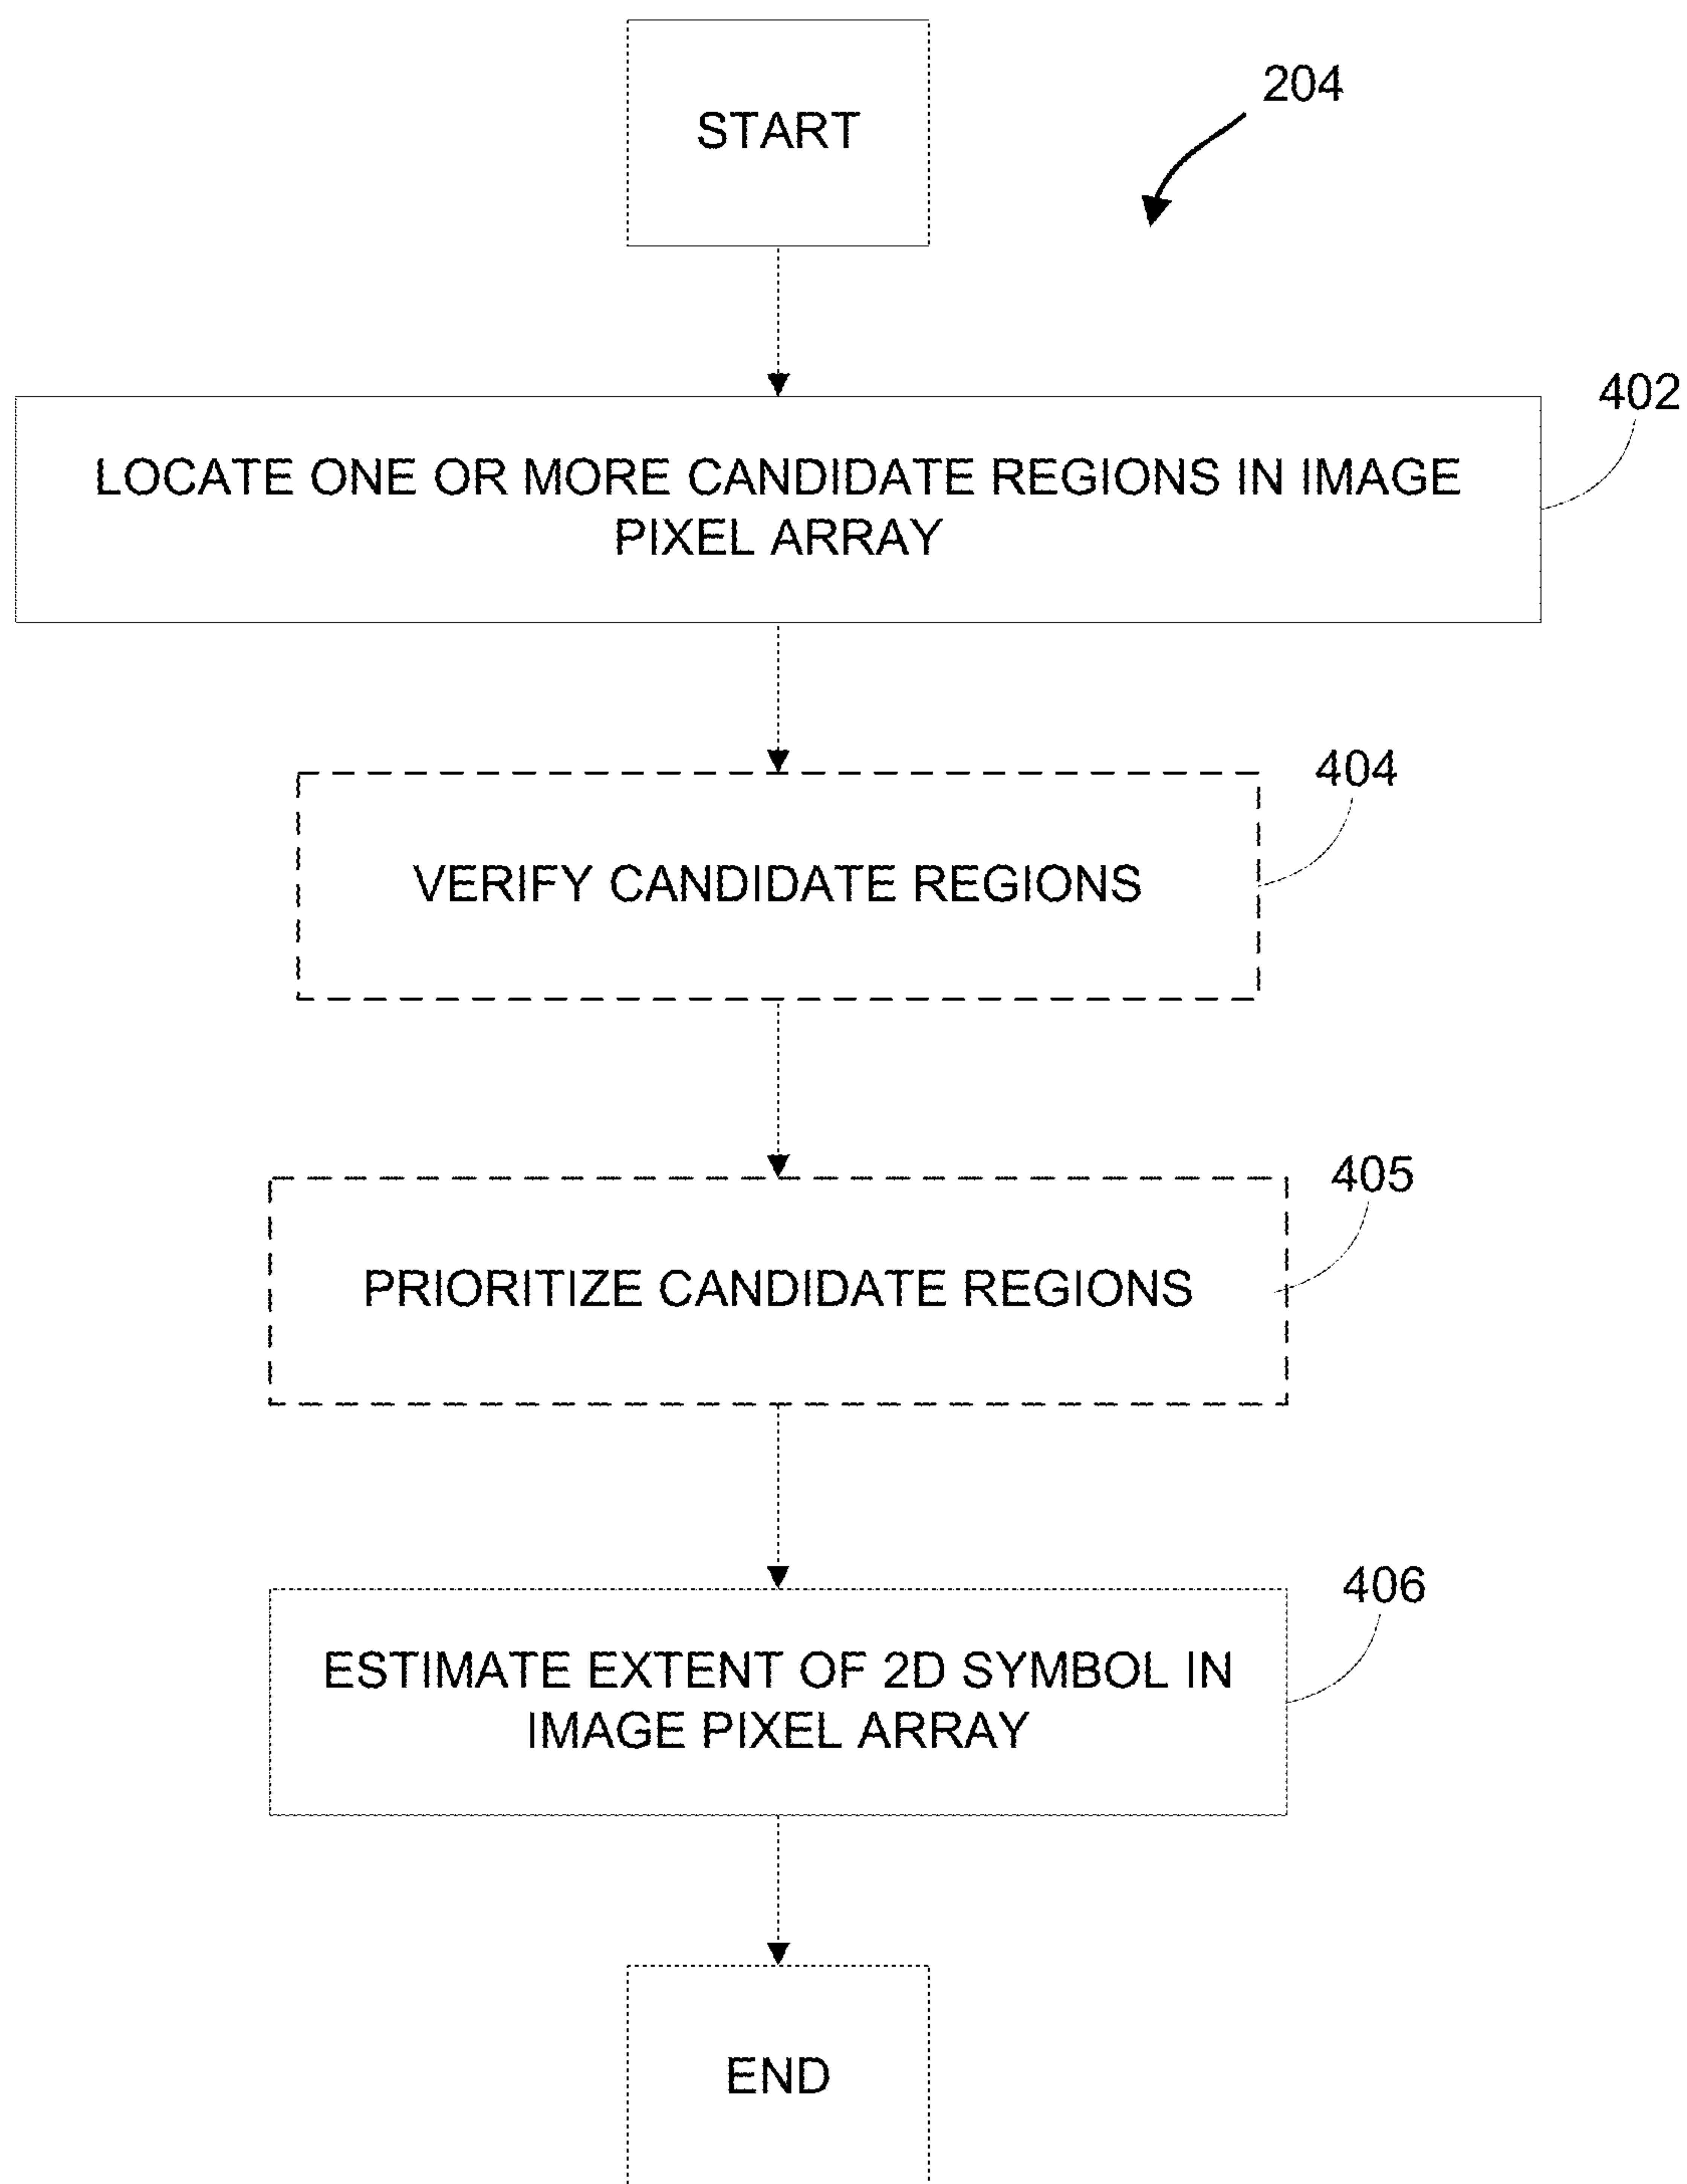 START
204
402
LOCATE ONE OR MORE CANDIDATE REGIONS IN IMAGE
PIXEL ARRAY
404
VERIFY CANDIDATE REGIONS
405
PRIORITIZE CANDIDATE REGIONS
406
ESTIMATE EXTENT OF 2D SYMBOL IN
IMAGE PIXEL ARRAY
END